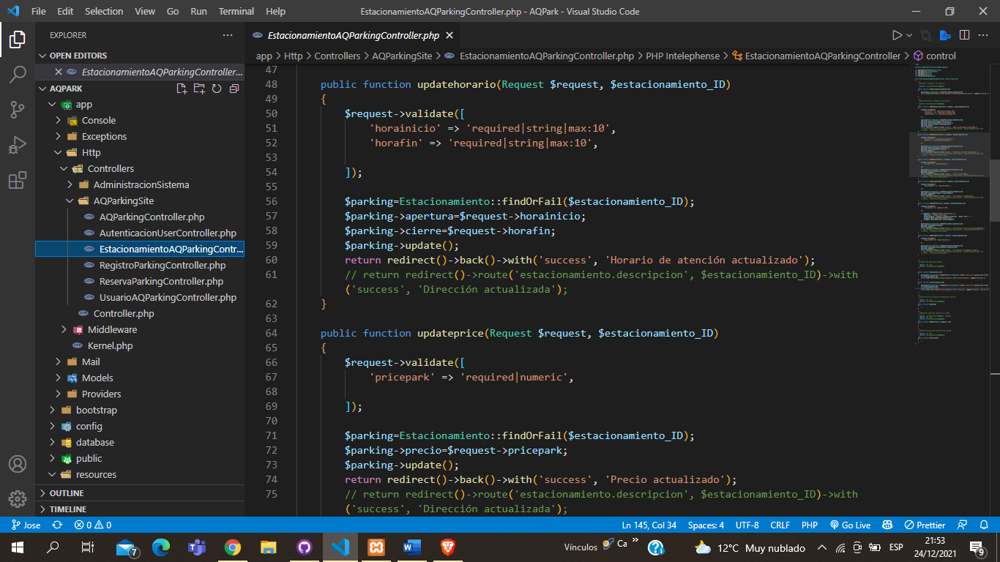 File Edit Selection View Go Run Terminal Help EstacionamientoAQParkingController.php - AQPark - Visual Studio Code
EXPLORER
OPEN EDITORS
EstacionamientoAQParkingController...
AQPARK
app
Console
Exceptions
Http
Controllers
AdministracionSistema
AQParkingSite
AQParkingController.php
AutenticacionUserController.php
EstacionamientoAQParkingContr...
RegistroParkingController.php
ReservaParkingController.php
UsuarioAQParkingController.php
Controller.php
Middleware
Kernel.php
Mail
Models
Providers
bootstrap
config
database
public
resources
OUTLINE
TIMELINE
EstacionamientoAQParkingController.php
app > Http > Controllers > AQParkingSite > EstacionamientoAQParkingController.php > PHP Intelephense > EstacionamientoAQParkingController > control
47
48 public function updatehorario(Request $request, $estacionamiento_ID)
49 {
50 $request->validate([
51 'horainicio' => 'required|string|max:10',
52 'horafin' => 'required|string|max:10',
53
54 ]);
55
56 $parking=Estacionamiento::findOrFail($estacionamiento_ID);
57 $parking->apertura=$request->horainicio;
58 $parking->cierre=$request->horafin;
59 $parking->update();
60 return redirect()->back()->with('success', 'Horario de atención actualizado');
61 // return redirect()->route('estacionamiento.descripcion', $estacionamiento_ID)->with
('success', 'Dirección actualizada');
62 }
63
64 public function updateprice(Request $request, $estacionamiento_ID)
65 {
66 $request->validate([
67 'pricepark' => 'required|numeric',
68
69 ]);
70
71 $parking=Estacionamiento::findOrFail($estacionamiento_ID);
72 $parking->precio=$request->pricepark;
73 $parking->update();
74 return redirect()->back()->with('success', 'Precio actualizado');
75 // return redirect()->route('estacionamiento.descripcion', $estacionamiento_ID)->with
('success', 'Dirección actualizada');
Jose 0 0 Ln 145, Col 34 Spaces: 4 UTF-8 CRLF PHP Go Live Prettier
7 Vínculos Ca » 12°C Muy nublado ESP 21:53
24/12/2021 9